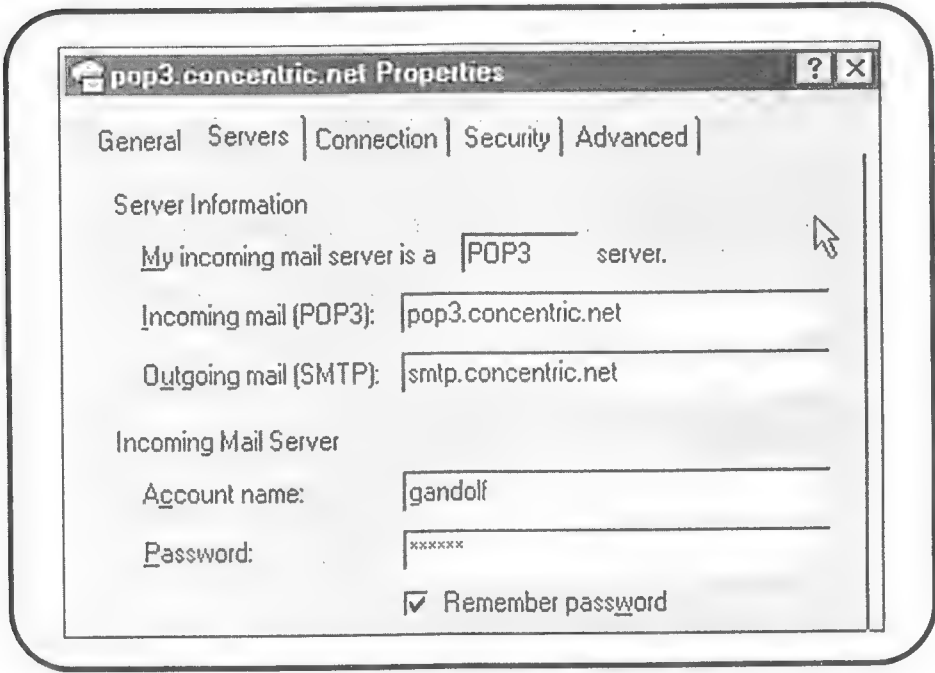 pop3.concentric.net Properties ? X
General Servers Connection Security Advanced
Server Information
My incoming mail server is a POP3 server.
Incoming mail (POP3): pop3.concentric.net
Outgoing mail (SMTP): smtp.concentric.net
Incoming Mail Server
Account name: gandolf
Password: xxxxxx
Remember password